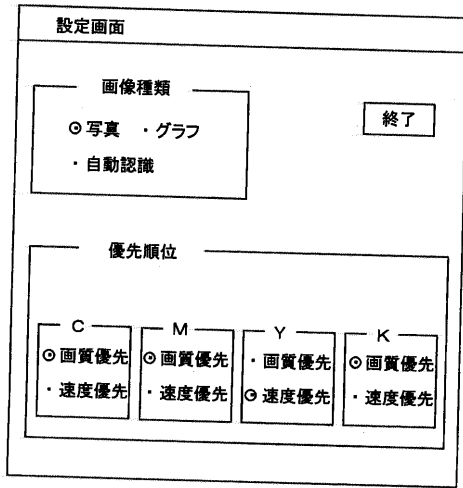 設定画面
画像種類
⊙写真 ・グラフ
・自動認識
終了
優先順位
C
⊙画質優先
・速度優先
M
⊙画質優先
・速度優先
Y
・画質優先
⊙速度優先
K
⊙画質優先
・速度優先